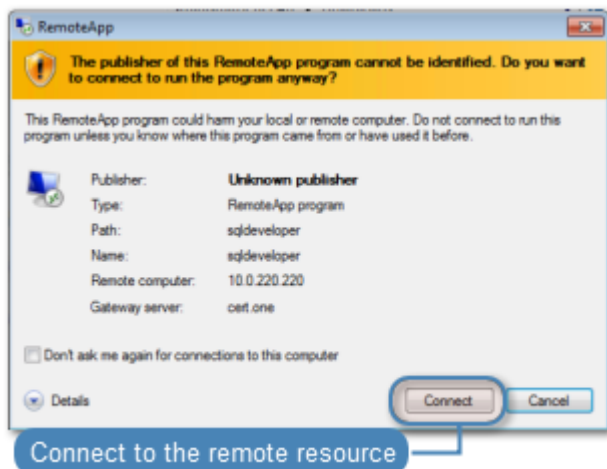 RemoteApp
The publisher of this RemoteApp program cannot be identified. Do you want
to connect to run the program anyway?
This RemoteApp program could harm your local or remote computer. Do not connect to run this
program unless you know where this program came from or have used it before.
Publisher: Unknown publisher
Type: RemoteApp program
Path: sqldeveloper
Name: sqldeveloper
Remote computer: 10.0.220.220
Gateway server: cert.one
Don't ask me again for connections to this computer
Details Connect Cancel
Connect to the remote resource